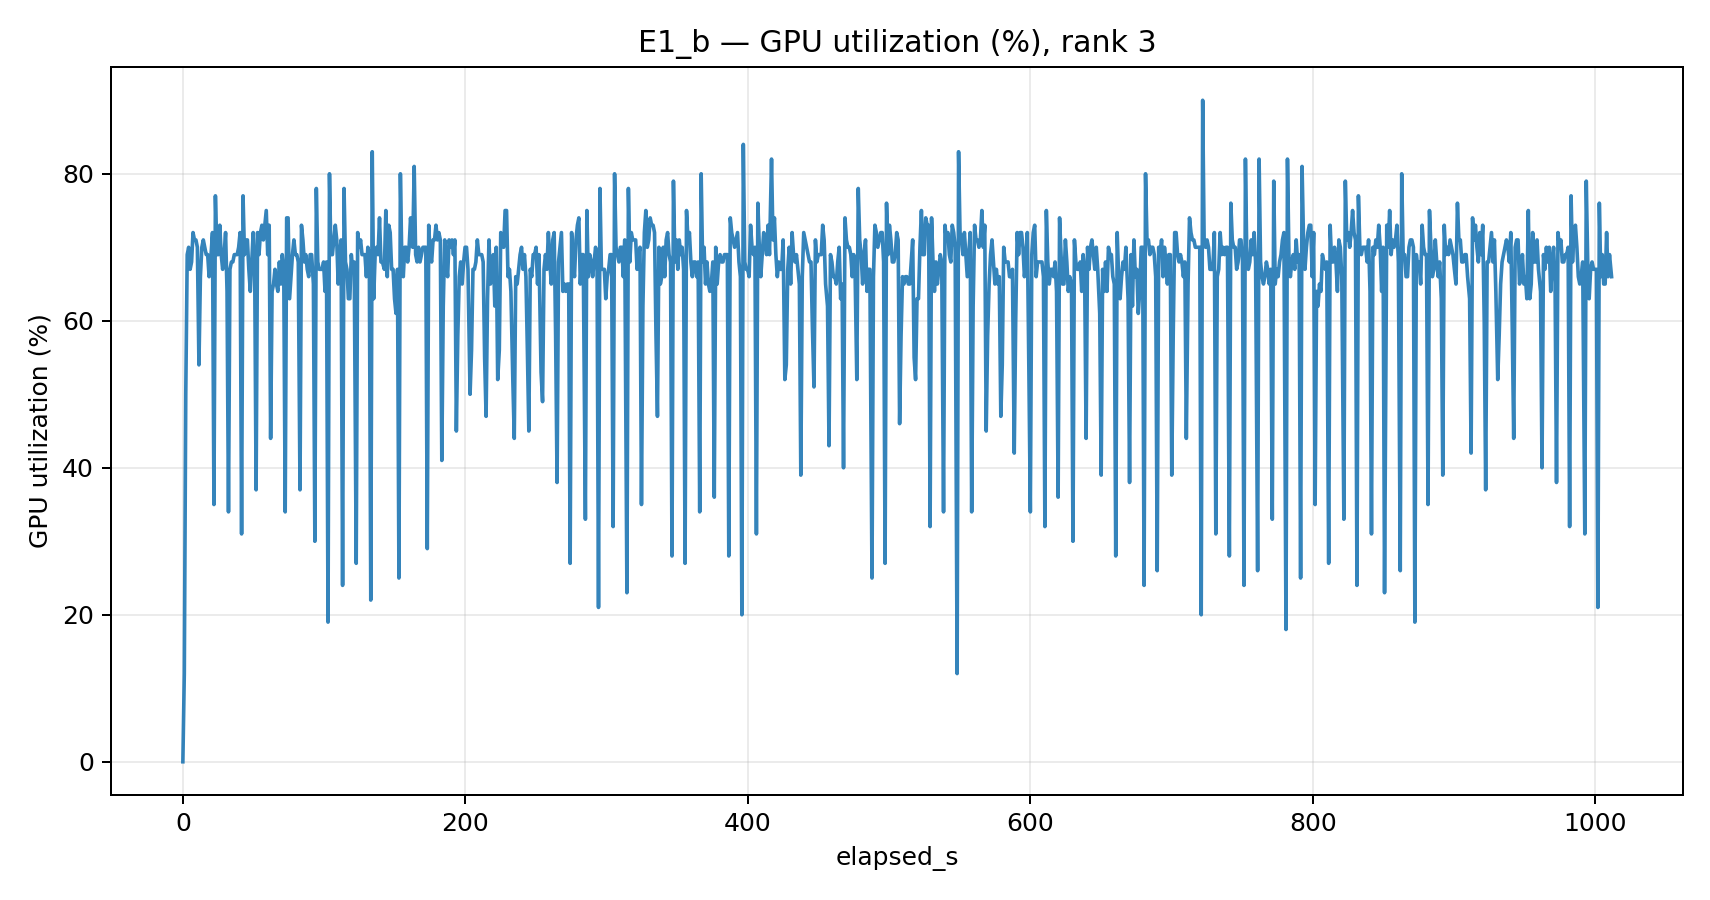 E1_b — GPU utilization (%), rank 3
GPU utilization (%)
80
60
40
20
0
0 200 400 600 800 1000
elapsed_s